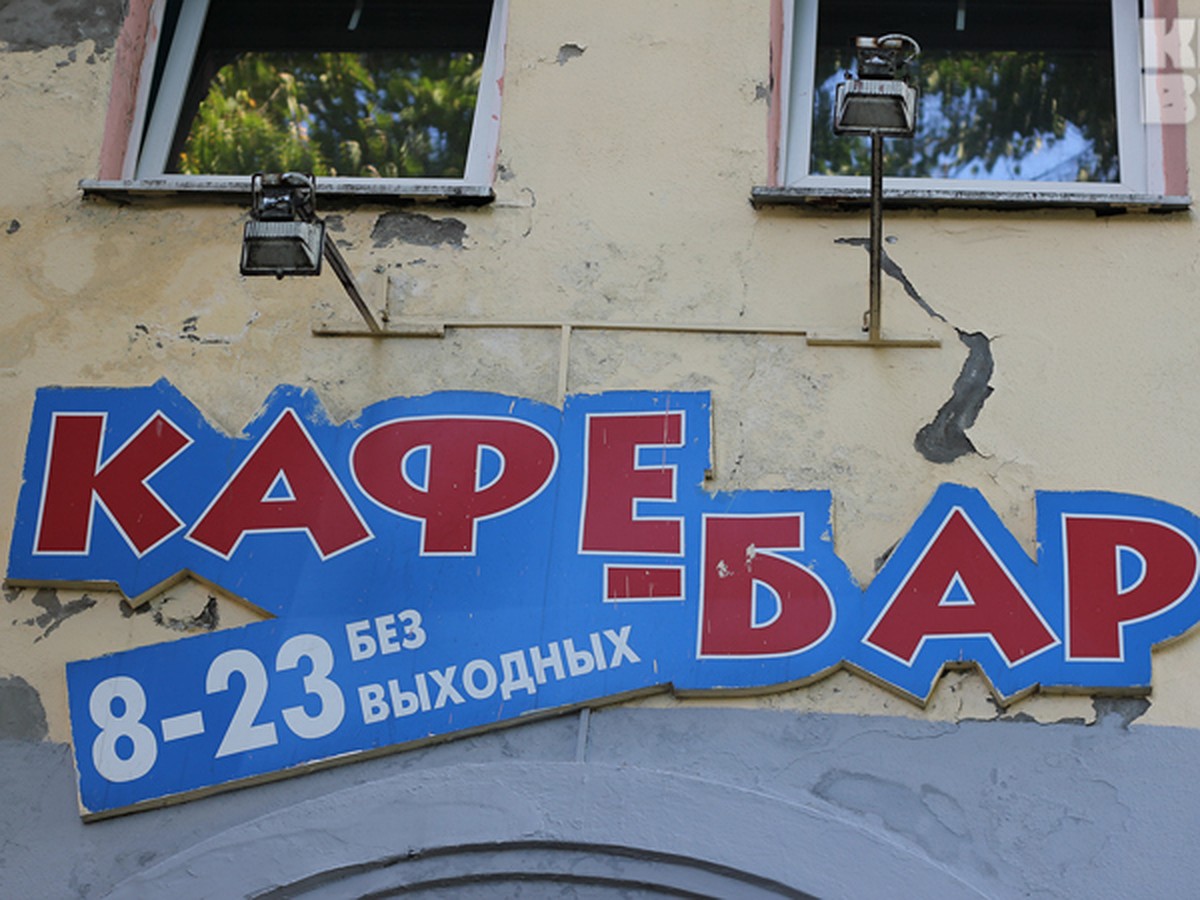 КАФЕ-
БАР
8-23 БЕЗ
ВЫХОДНЫХ
К
В